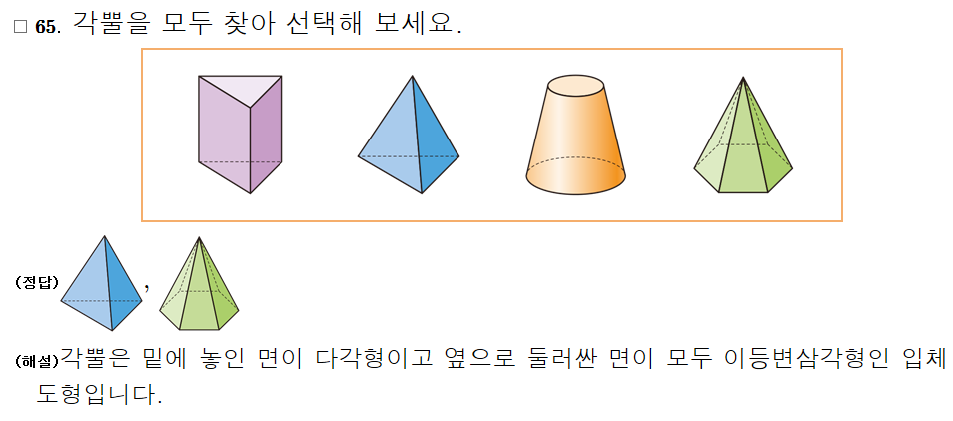 □ 65. 각뿔을 모두 찾아 선택해 보세요.
(정답) ,
(해설)각뿔은 밑에 놓인 면이 다각형이고 옆으로 둘러싼 면이 모두 이등변삼각형인 입체
도형입니다.